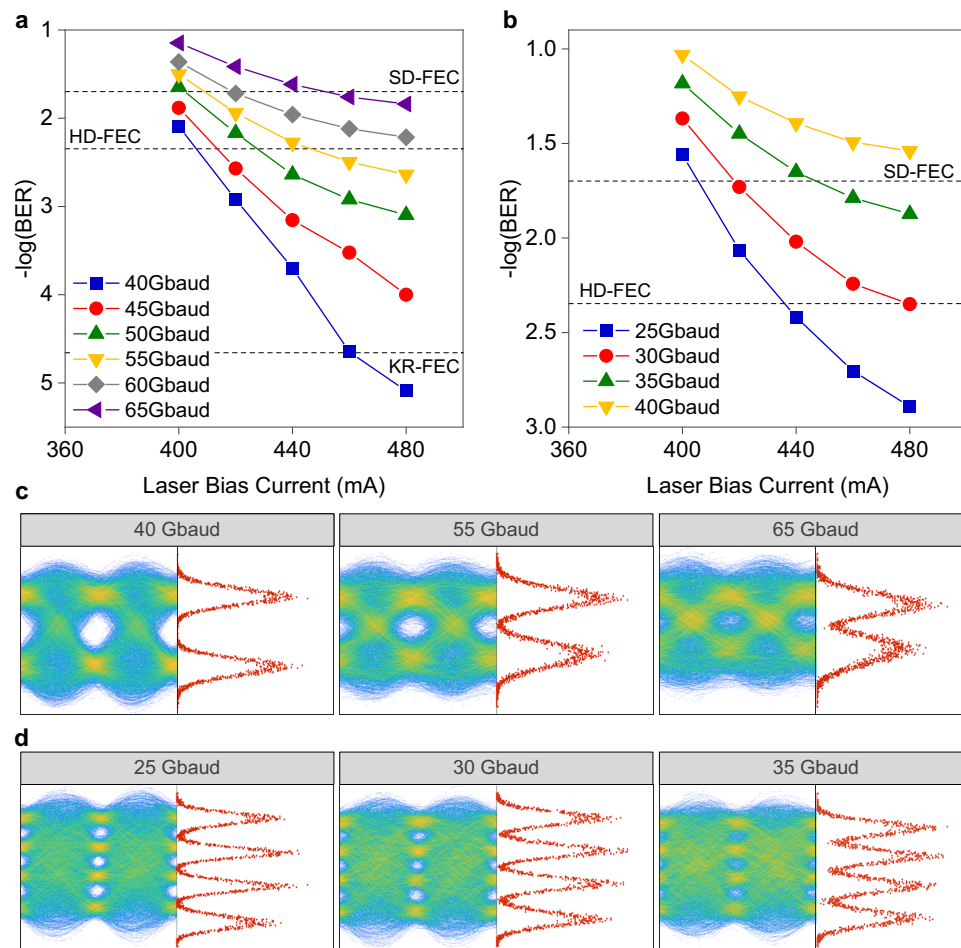 a
1
2
3
4
5
-log(BER)
SD-FEC
HD-FEC
KR-FEC
40Gbaud
45Gbaud
50Gbaud
55Gbaud
60Gbaud
65Gbaud
360
400
440
480
Laser Bias Current (mA)
b
1.0
1.5
2.0
2.5
3.0
-log(BER)
SD-FEC
HD-FEC
25Gbaud
30Gbaud
35Gbaud
40Gbaud
360
400
440
480
Laser Bias Current (mA)
c
40 Gbaud
55 Gbaud
65 Gbaud
d
25 Gbaud
30 Gbaud
35 Gbaud